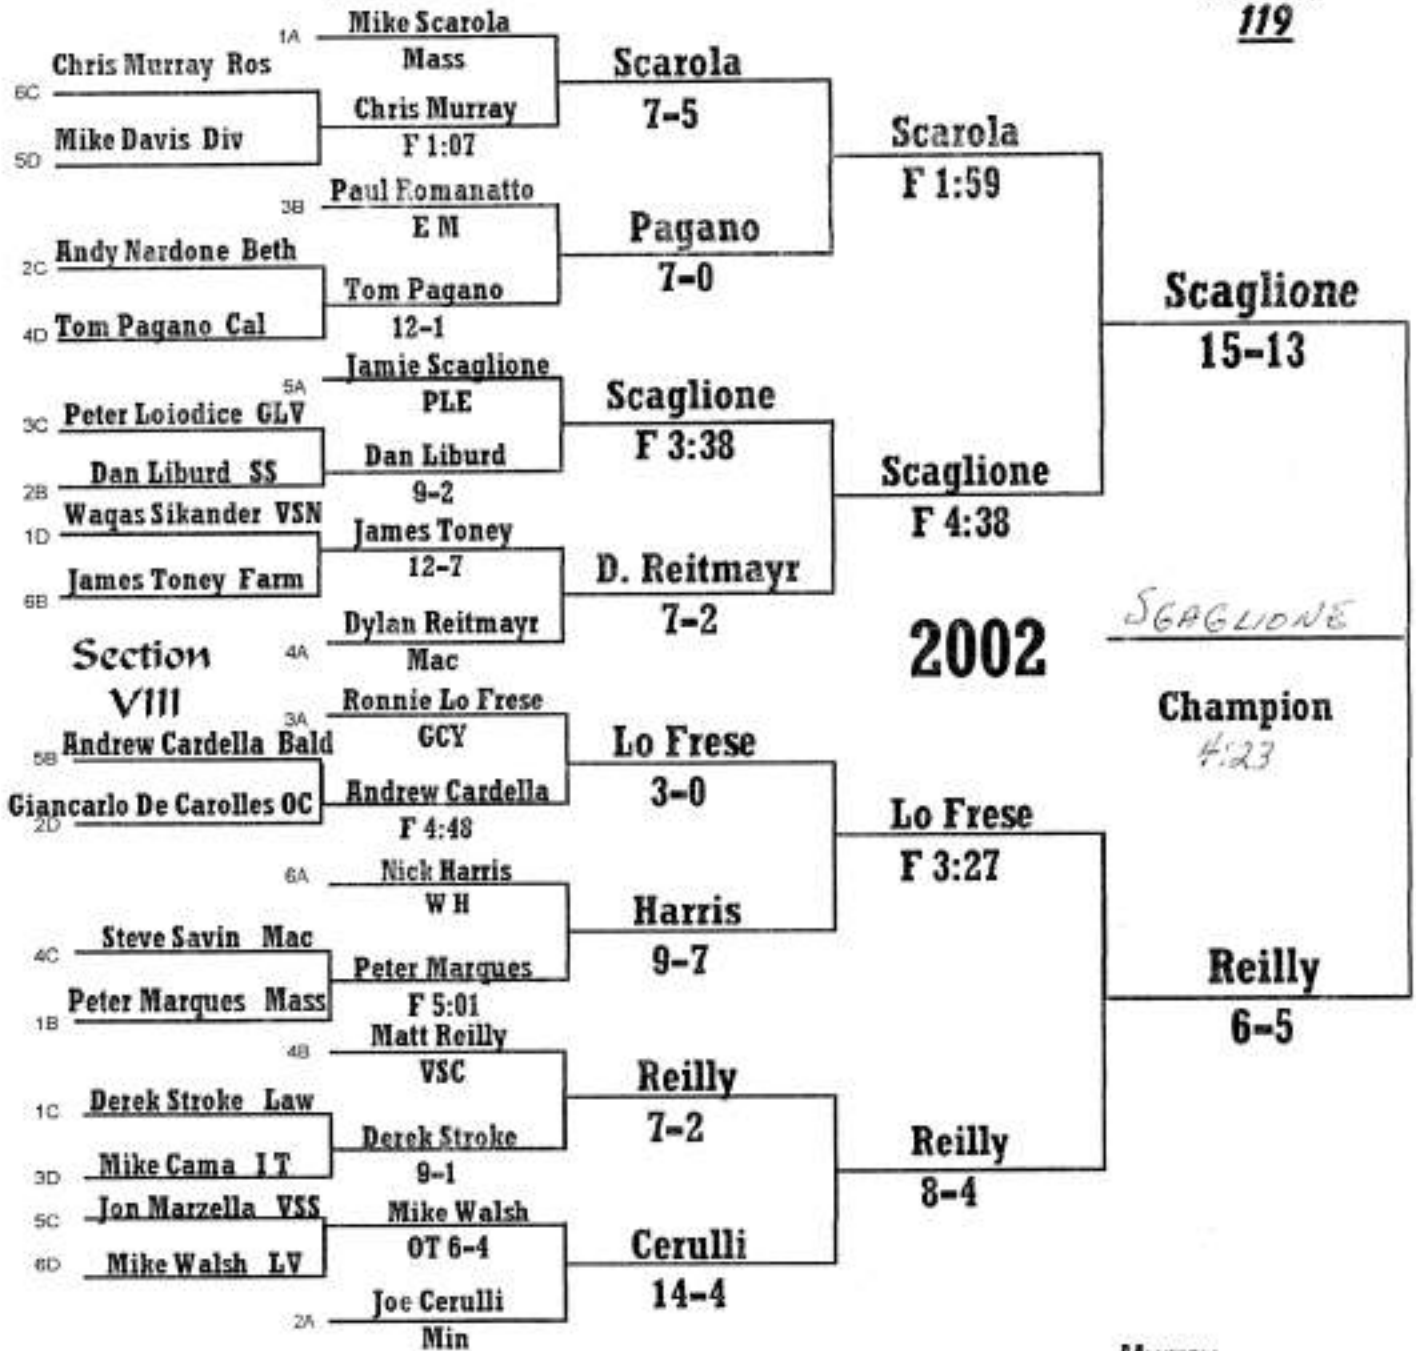 119
1A Mike Scarola
Mass
Chris Murray Ros
6C
Chris Murray
F 1:07
Mike Davis Div
5D
Scarola
7-5
Paul Romanatto
3B
E M
Andy Nardone Beth
2C
Tom Pagano
12-1
4D Tom Pagano Cal
Pagano
7-0
Scarola
F 1:59
Jamie Scaglione
5A
PLE
Peter Loiodice GLV
3C
Dan Liburd
9-2
Dan Liburd SS
2B
Scaglione
F 3:38
Waqas Sikander VSN
1D
James Toney
12-7
James Toney Farm
6B
Dylan Reitmayr
4A
Mac
D. Reitmayr
7-2
Scaglione
F 4:38
Scaglione
15-13
Section
VIII
2002
SGAGLIONE
Champion
4:23
Ronnie Lo Frese
3A
GCY
Andrew Cardella Bald
5B
Andrew Cardella
F 4:48
Giancarlo De Carolles OC
2D
Lo Frese
3-0
Nick Harris
6A
W H
Steve Savin Mac
4C
Peter Marques
F 5:01
Peter Marques Mass
1B
Harris
9-7
Lo Frese
F 3:27
Matt Reilly
4B
VSC
Derek Stroke Law
1C
Derek Stroke
9-1
Mike Cama I T
3D
Reilly
7-2
Jon Marzella VSS
5C
Mike Walsh
OT 6-4
Mike Walsh LV
6D
Joe Cerulli
2A
Min
Cerulli
14-4
Reilly
8-4
Reilly
6-5